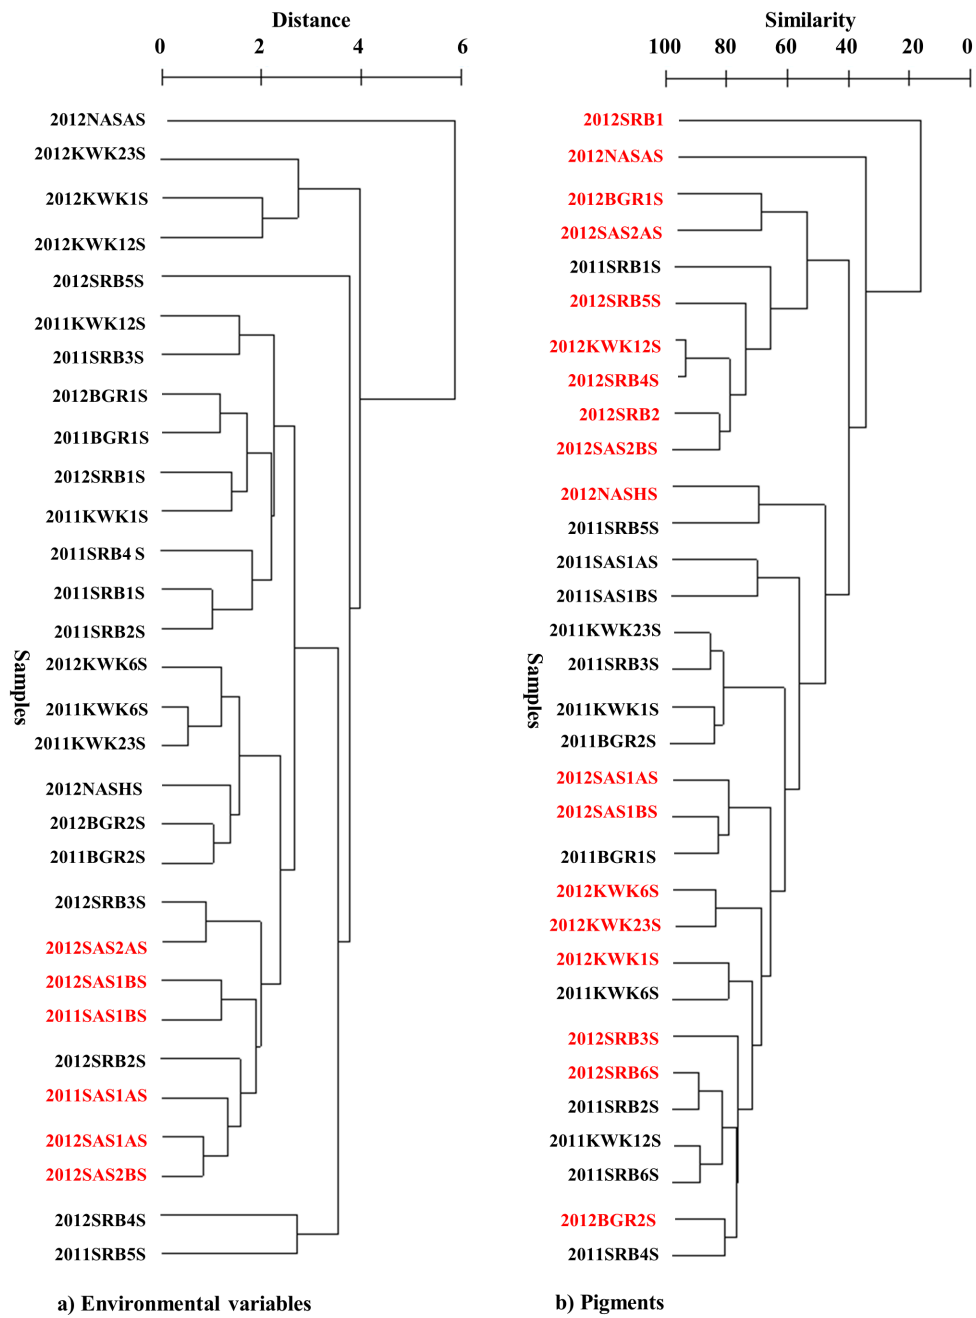 Distance
0 2 4 6
2012NASAS
2012KWK23S
2012KWK1S
2012KWK12S
2012SRB5S
2011KWK12S
2011SRB3S
2012BGR1S
2011BGR1S
2012SRB1S
2011KWK1S
2011SRB4 S
2011SRB1S
2011SRB2S
2012KWK6S
2011KWK6S
2011KWK23S
2012NASHS
2012BGR2S
2011BGR2S
2012SRB3S
2012SAS2AS
2012SAS1BS
2011SAS1BS
2012SRB2S
2011SAS1AS
2012SAS1AS
2012SAS2BS
2012SRB4S
2011SRB5S
Samples
a) Environmental variables
Similarity
100 80 60 40 20 0
2012SRB1
2012NASAS
2012BGR1S
2012SAS2AS
2011SRB1S
2012SRB5S
2012KWK12S
2012SRB4S
2012SRB2
2012SAS2BS
2012NASHS
2011SRB5S
2011SAS1AS
2011SAS1BS
2011KWK23S
2011SRB3S
2011KWK1S
2011BGR2S
2012SAS1AS
2012SAS1BS
2011BGR1S
2012KWK6S
2012KWK23S
2012KWK1S
2011KWK6S
2012SRB3S
2012SRB6S
2011SRB2S
2011KWK12S
2011SRB6S
2012BGR2S
2011SRB4S
Samples
b) Pigments